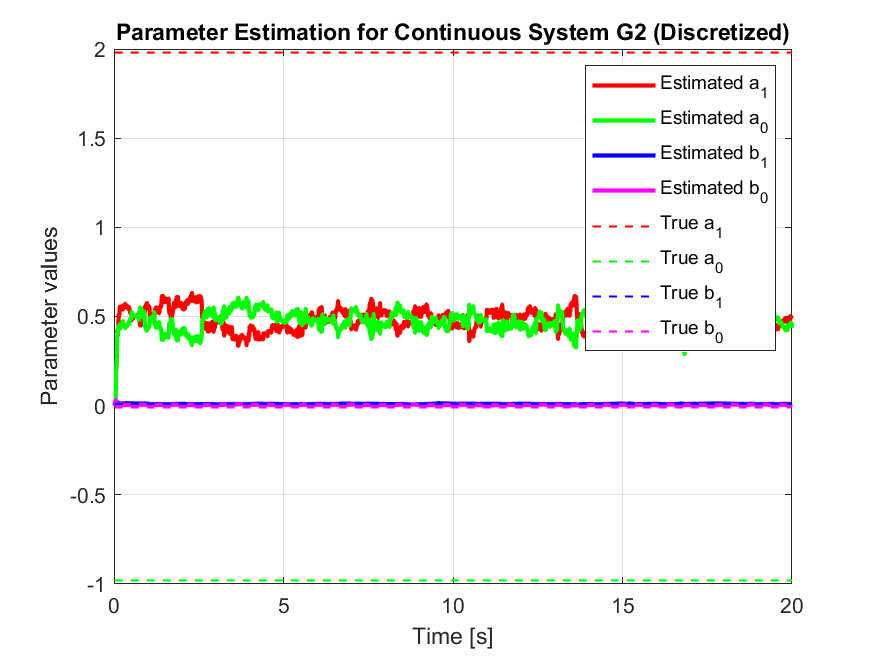 Parameter Estimation for Continuous System G2 (Discretized)
2
1.5
1
0.5
0
-0.5
-1
Parameter values
0 5 10 15 20
Time [s]
Estimated a1
Estimated a0
Estimated b1
Estimated b0
True a1
True a0
True b1
True b0